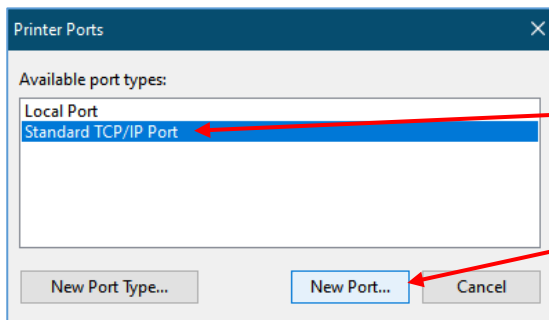 Printer Ports
Available port types:
Local Port
Standard TCP/IP Port
New Port Type... New Port... Cancel